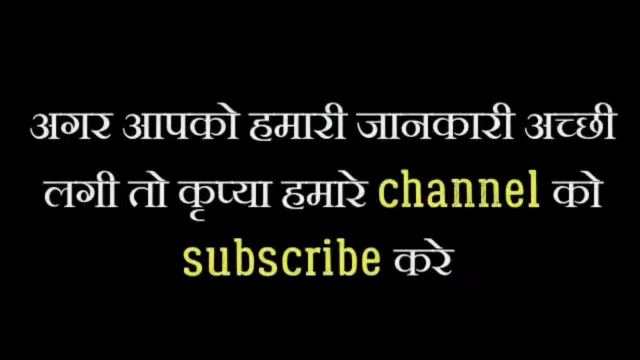 अगर आपको हमारी जानकारी अच्छी
लगी तो कृप्या हमारे channel को
subscribe करे